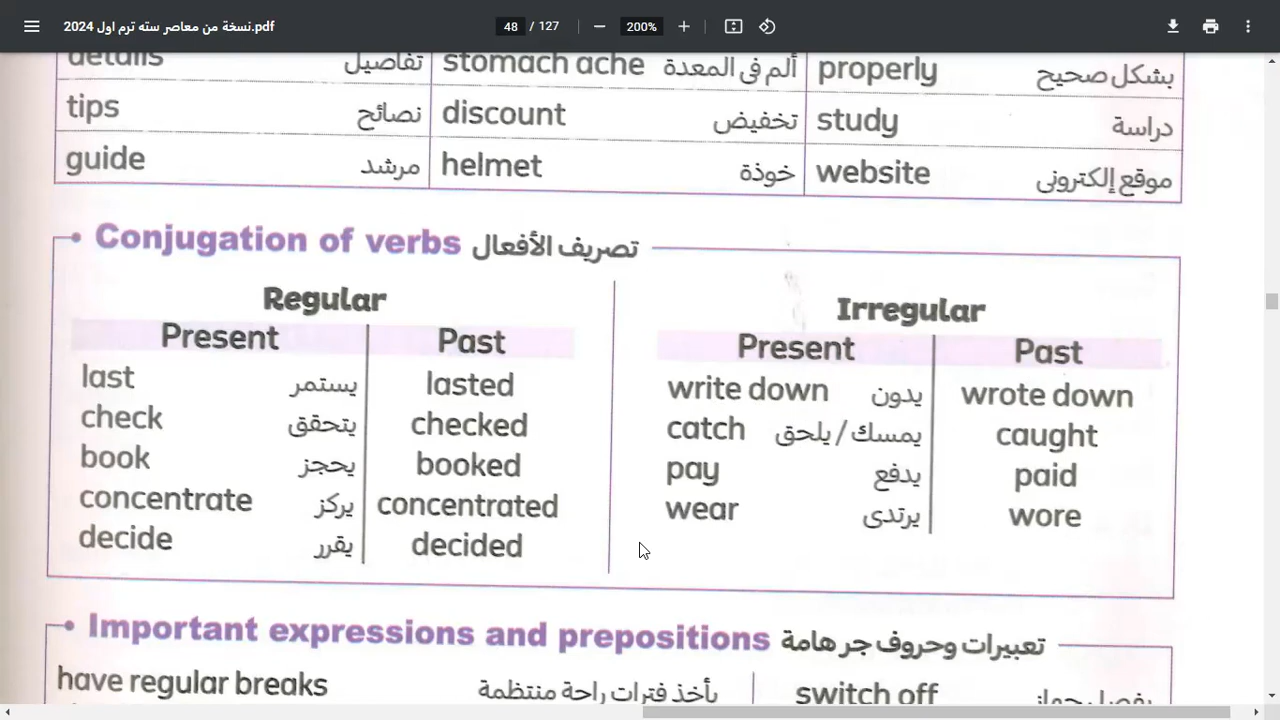 نسخة من معاصر سته ترم اول 2024.pdf
48 / 127
200%
details تفاصيل stomach ache ألم فى المعدة properly بشكل صحيح
tips نصائح discount تخفيض study دراسة
guide مرشد helmet خوذة website موقع إلكترونى
Conjugation of verbs تصريف الأفعال
Regular
Present Past
last يستمر lasted
check يتحقق checked
book يحجز booked
concentrate يركز concentrated
decide يقرر decided
Irregular
Present Past
write down يدون wrote down
catch يمسك / يلحق caught
pay يدفع paid
wear يرتدى wore
Important expressions and prepositions تعبيرات وحروف جر هامة
have regular breaks يأخذ فترات راحة منتظمة switch off